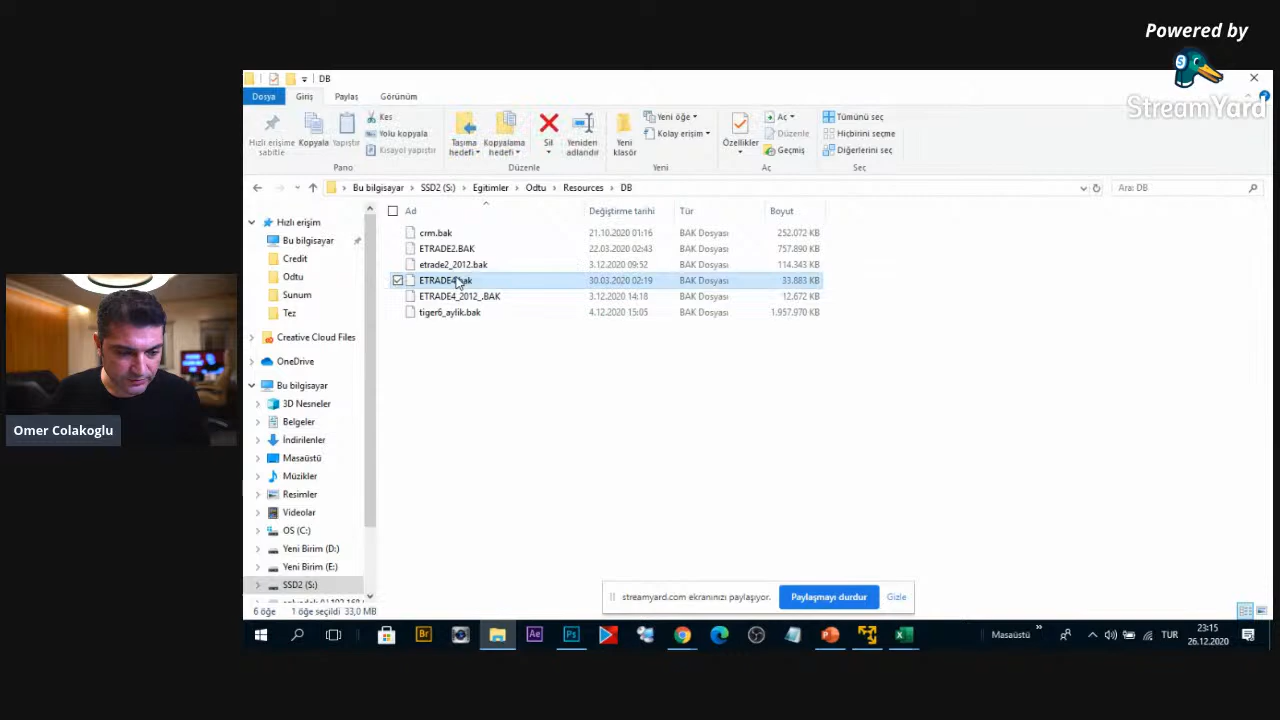 Powered by
StreamYard
DB
Dosya Giriş Paylaş Görünüm
Hızlı erişime sabitle
Kopyala
Yapıştır
Kes
Yolu kopyala
Kısayol yapıştır
Pano
Taşıma hedefi
Kopyalama hedefi
Sil
Yeniden adlandır
Düzenle
Yeni klasör
Yeni öğe
Kolay erişim
Yeni
Özellikler
Aç
Düzenle
Geçmiş
Aç
Tümünü seç
Hiçbirini seçme
Diğerlerini seç
Seç
Bu bilgisayar › SSD2 (S:) › Egitimler › Odtu › Resources › DB
Ara: DB
Ad Değiştirme tarihi Tür Boyut
crm.bak 21.10.2020 01:16 BAK Dosyası 252.072 KB
ETRADE2.BAK 22.03.2020 02:43 BAK Dosyası 757.890 KB
etrade2_2012.bak 3.12.2020 09:52 BAK Dosyası 114.343 KB
ETRADE4.bak 30.03.2020 02:19 BAK Dosyası 33.883 KB
ETRADE4_2012_.BAK 3.12.2020 14:18 BAK Dosyası 12.672 KB
tiger6_aylik.bak 4.12.2020 15:05 BAK Dosyası 1.957.970 KB
Hızlı erişim
Bu bilgisayar
Credit
Odtu
Sunum
Tez
Creative Cloud Files
OneDrive
Bu bilgisayar
3D Nesneler
Belgeler
İndirilenler
Masaüstü
Müzikler
Resimler
Videolar
OS (C:)
Yeni Birim (D:)
Yeni Birim (E:)
SSD2 (S:)
6 öğe 1 öğe seçildi 33,0 MB
Omer Colakoglu
streamyard.com ekranınızı paylaşıyor.
Paylaşmayı durdur
Gizle
Masaüstü
TUR
23:15
26.12.2020